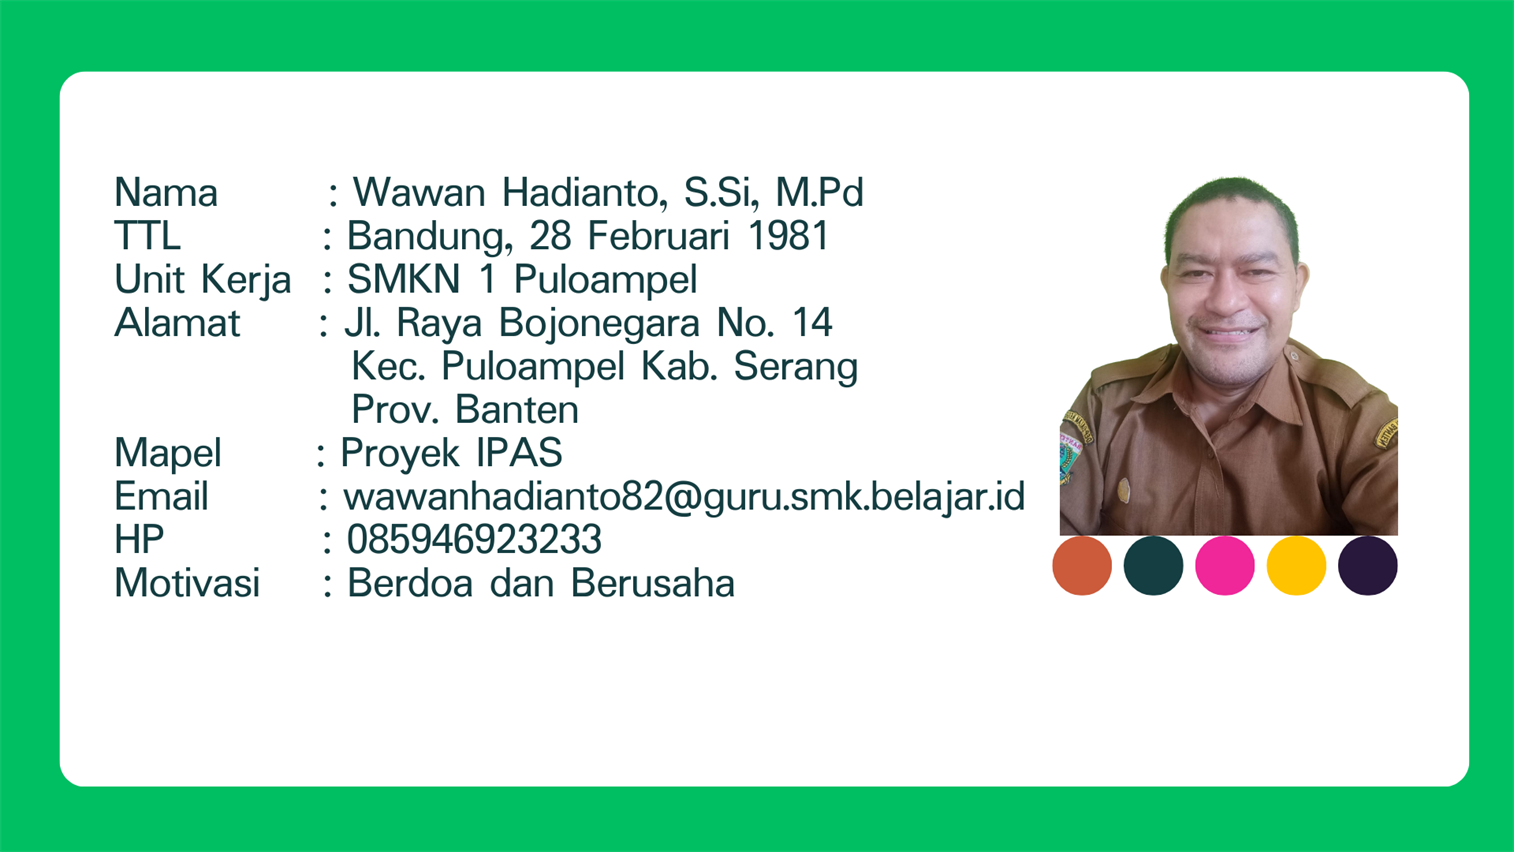 Nama : Wawan Hadianto, S.Si, M.Pd
TTL : Bandung, 28 Februari 1981
Unit Kerja : SMKN 1 Puloampel
Alamat : Jl. Raya Bojonegara No. 14
Kec. Puloampel Kab. Serang
Prov. Banten
Mapel : Proyek IPAS
Email : wawanhadianto82@guru.smk.belajar.id
HP : 085946923233
Motivasi : Berdoa dan Berusaha